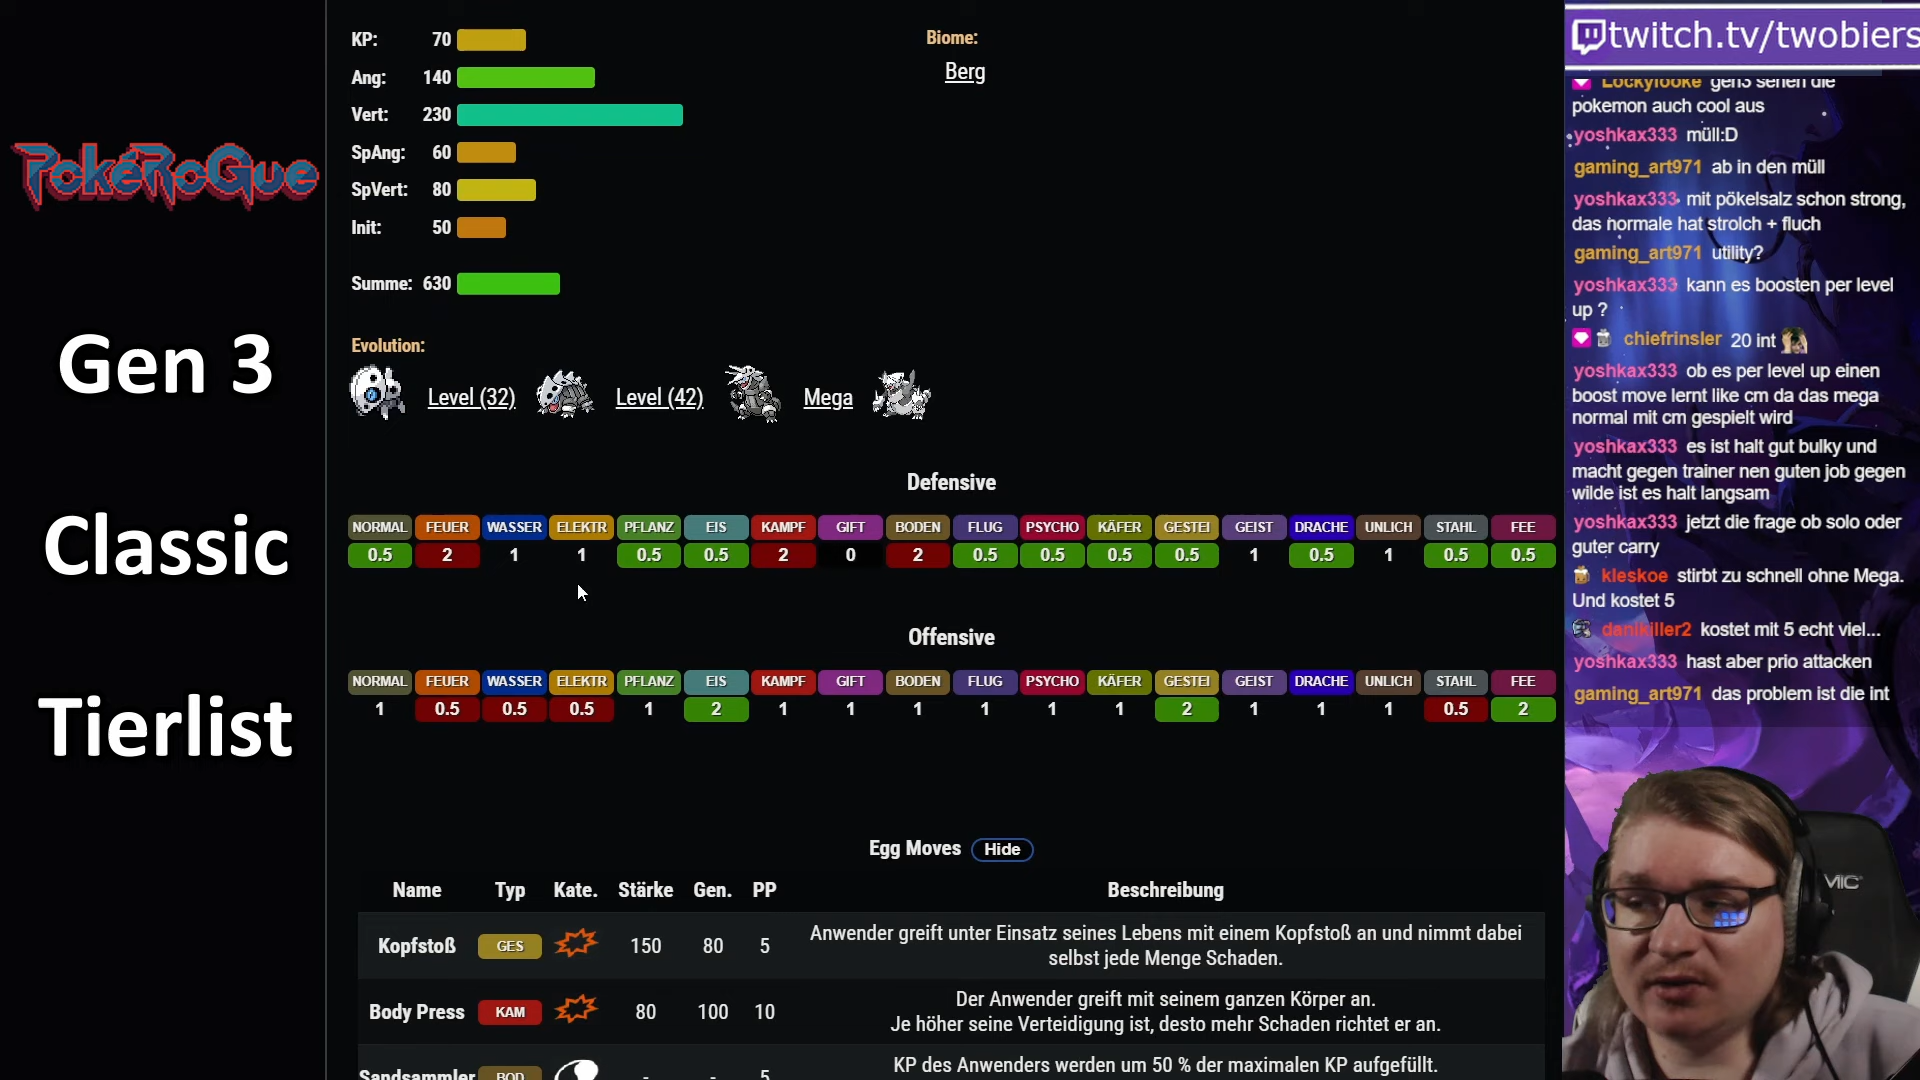 PokéRoGue
Gen 3
Classic
Tierlist
KP: 70
Ang: 140
Vert: 230
SpAng: 60
SpVert: 80
Init: 50
Summe: 630
Biome:
Berg
Evolution:
Level (32) Level (42) Mega
Defensive
NORMAL FEUER WASSER ELEKTR PFLANZ EIS KAMPF GIFT BODEN FLUG PSYCHO KÄFER GESTEI GEIST DRACHE UNLICH STAHL FEE
0.5 2 1 1 0.5 0.5 2 0 2 0.5 0.5 0.5 0.5 1 0.5 1 0.5 0.5
Offensive
NORMAL FEUER WASSER ELEKTR PFLANZ EIS KAMPF GIFT BODEN FLUG PSYCHO KÄFER GESTEI GEIST DRACHE UNLICH STAHL FEE
1 0.5 0.5 0.5 1 2 1 1 1 1 1 1 2 1 1 1 0.5 2
Egg Moves Hide
Name Typ Kate. Stärke Gen. PP Beschreibung
Kopfstoß GES 150 80 5 Anwender greift unter Einsatz seines Lebens mit einem Kopfstoß an und nimmt dabei
selbst jede Menge Schaden.
Body Press KAM 80 100 10 Der Anwender greift mit seinem ganzen Körper an.
Je höher seine Verteidigung ist, desto mehr Schaden richtet er an.
Sandsammler BOD - - 5 KP des Anwenders werden um 50 % der maximalen KP aufgefüllt.
twitch.tv/twobiers
Lockylooke gen3 sehen die
pokemon auch cool aus
yoshkax333 müll:D
gaming_art971 ab in den müll
yoshkax333 mit pökelsalz schon strong,
das normale hat strolch + fluch
gaming_art971 utility?
yoshkax333 kann es boosten per level
up ?
chiefrinsler 20 int
yoshkax333 ob es per level up einen
boost move lernt like cm da das mega
normal mit cm gespielt wird
yoshkax333 es ist halt gut bulky und
macht gegen trainer nen guten job gegen
wilde ist es halt langsam
yoshkax333 jetzt die frage ob solo oder
guter carry
kleskoe stirbt zu schnell ohne Mega.
Und kostet 5
danikiller2 kostet mit 5 echt viel...
yoshkax333 hast aber prio attacken
gaming_art971 das problem ist die int